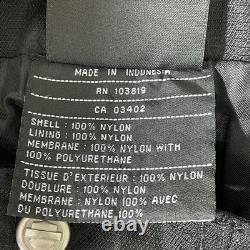 MADE IN INDONESIA
RN 103819
CA 03402
SHELL : 100% NYLON
LINING : 100% NYLON
MEMBRANE : 100% NYLON WITH
100% POLYURETHANE
TISSUE D'EXTERIEUR : 100% NYLON
DOUBLURE : 100% NYLON
MEMBRANE: NYLON 100% AVEC
DU POLYURETHANE 100%